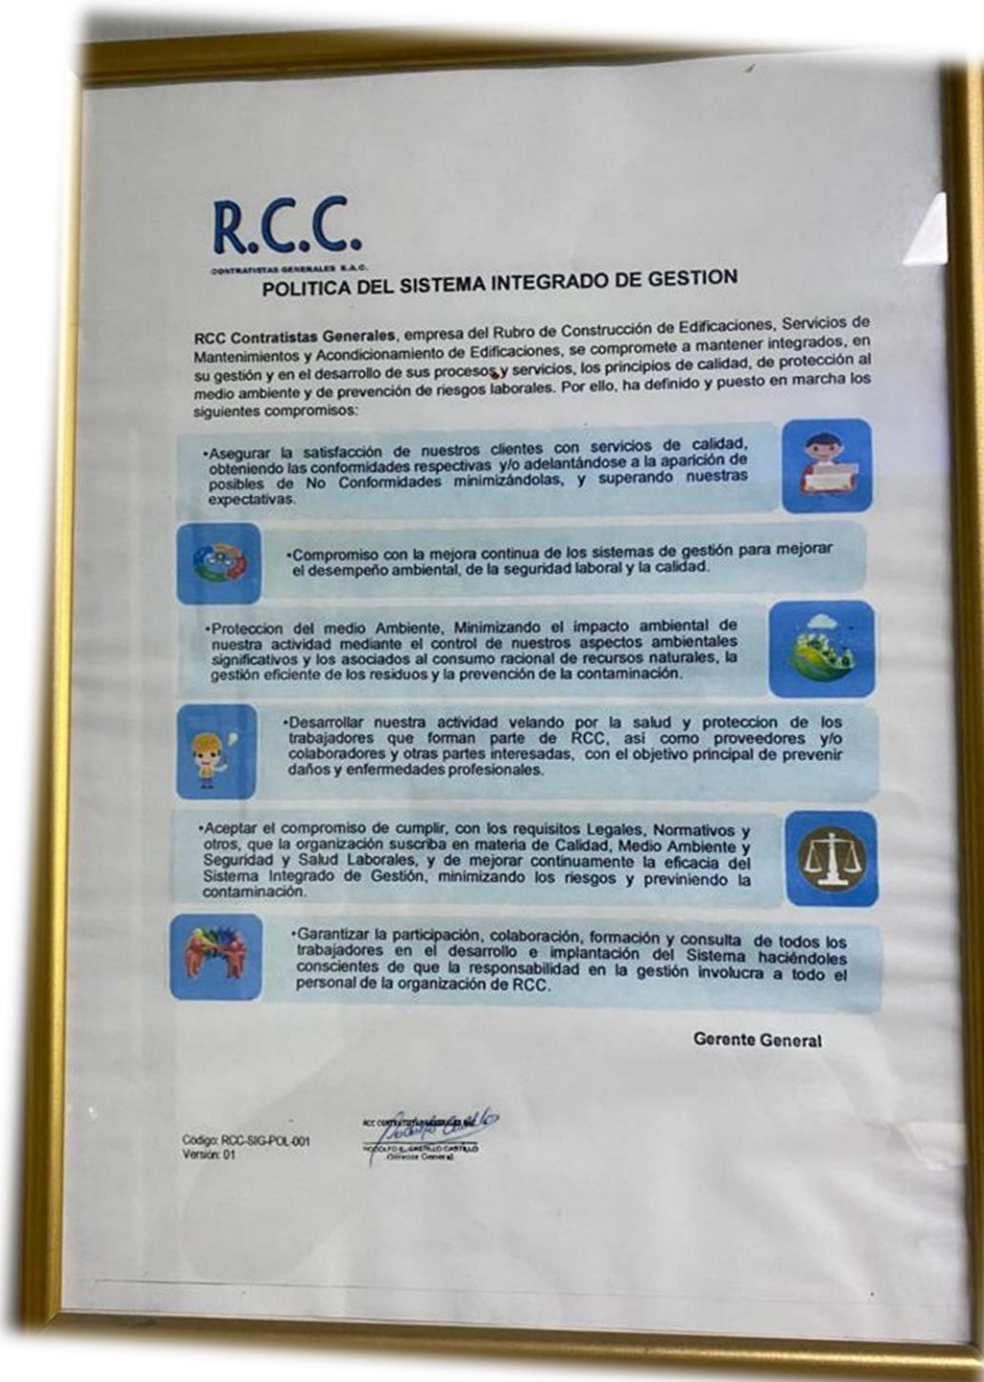 R.C.C.
CONTRATISTAS GENERALES S.A.C.
POLITICA DEL SISTEMA INTEGRADO DE GESTION
RCC Contratistas Generales, empresa del Rubro de Construcción de Edificaciones, Servicios de
Mantenimientos y Acondicionamiento de Edificaciones, se compromete a mantener integrados, en
su gestión y en el desarrollo de sus procesos y servicios, los principios de calidad, de protección al
medio ambiente y de prevención de riesgos laborales. Por ello, ha definido y puesto en marcha los
siguientes compromisos:
•Asegurar la satisfacción de nuestros clientes con servicios de calidad,
obteniendo las conformidades respectivas y/o adelantándose a la aparición de
posibles de No Conformidades minimizándolas, y superando nuestras
expectativas.
•Compromiso con la mejora continua de los sistemas de gestión para mejorar
el desempeño ambiental, de la seguridad laboral y la calidad.
•Proteccion del medio Ambiente, Minimizando el impacto ambiental de
nuestra actividad mediante el control de nuestros aspectos ambientales
significativos y los asociados al consumo racional de recursos naturales, la
gestión eficiente de los residuos y la prevención de la contaminación.
•Desarrollar nuestra actividad velando por la salud y proteccion de los
trabajadores que forman parte de RCC, así como proveedores y/o
colaboradores y otras partes interesadas, con el objetivo principal de prevenir
daños y enfermedades profesionales.
•Aceptar el compromiso de cumplir, con los requisitos Legales, Normativos y
otros, que la organización suscriba en materia de Calidad, Medio Ambiente y
Seguridad y Salud Laborales, y de mejorar continuamente la eficacia del
Sistema Integrado de Gestión, minimizando los riesgos y previniendo la
contaminación.
•Garantizar la participación, colaboración, formación y consulta de todos los
trabajadores en el desarrollo e implantación del Sistema haciéndoles
conscientes de que la responsabilidad en la gestión involucra a todo el
personal de la organización de RCC.
Gerente General
Código: RCC-SIG-POL-001
Versión: 01
RCC
RODOLFO E. CASTILLO CASTILLO
Gerente General